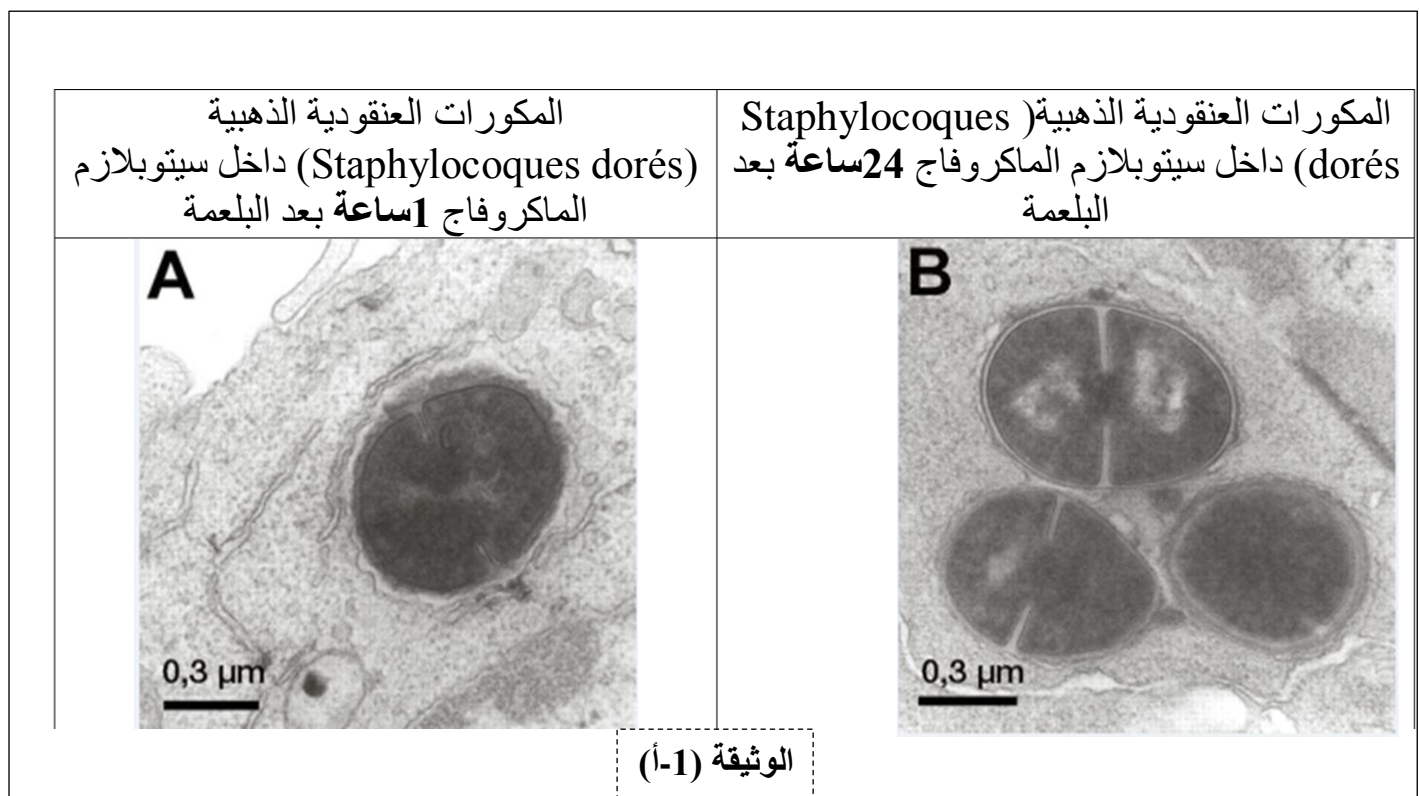 المكورات العنقودية الذهبية( Staphylocoques
dorés) داخل سيتوبلازم الماكروفاج 24ساعة بعد
البلعمة
المكورات العنقودية الذهبية
(Staphylocoques dorés) داخل سيتوبلازم
الماكروفاج 1ساعة بعد البلعمة
B
0,3 µm
A
0,3 µm
الوثيقة (1-أ)